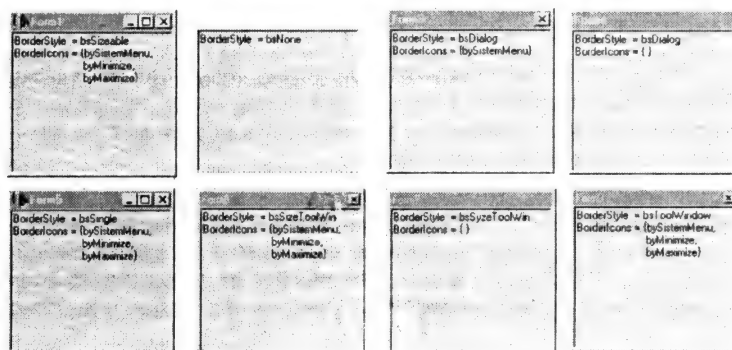 Form1
BorderStyle = bsSizeable
BorderIcons = {bySistemMenu,
byMinimize,
byMaximize}
BorderStyle = bsNone
BorderStyle = bsDialog
BorderIcons = {bySistemMenu}
BorderStyle = bsDialog
BorderIcons = { }
Form5
BorderStyle = bsSingle
BorderIcons = {bySistemMenu,
byMinimize,
byMaximize}
BorderStyle = bsSizeToolWin
BorderIcons = {bySistemMenu,
byMinimize,
byMaximize}
BorderStyle = bsSyzeToolWin
BorderIcons = { }
BorderStyle = bsToolWindow
BorderIcons = {bySistemMenu,
byMinimize,
byMaximize}